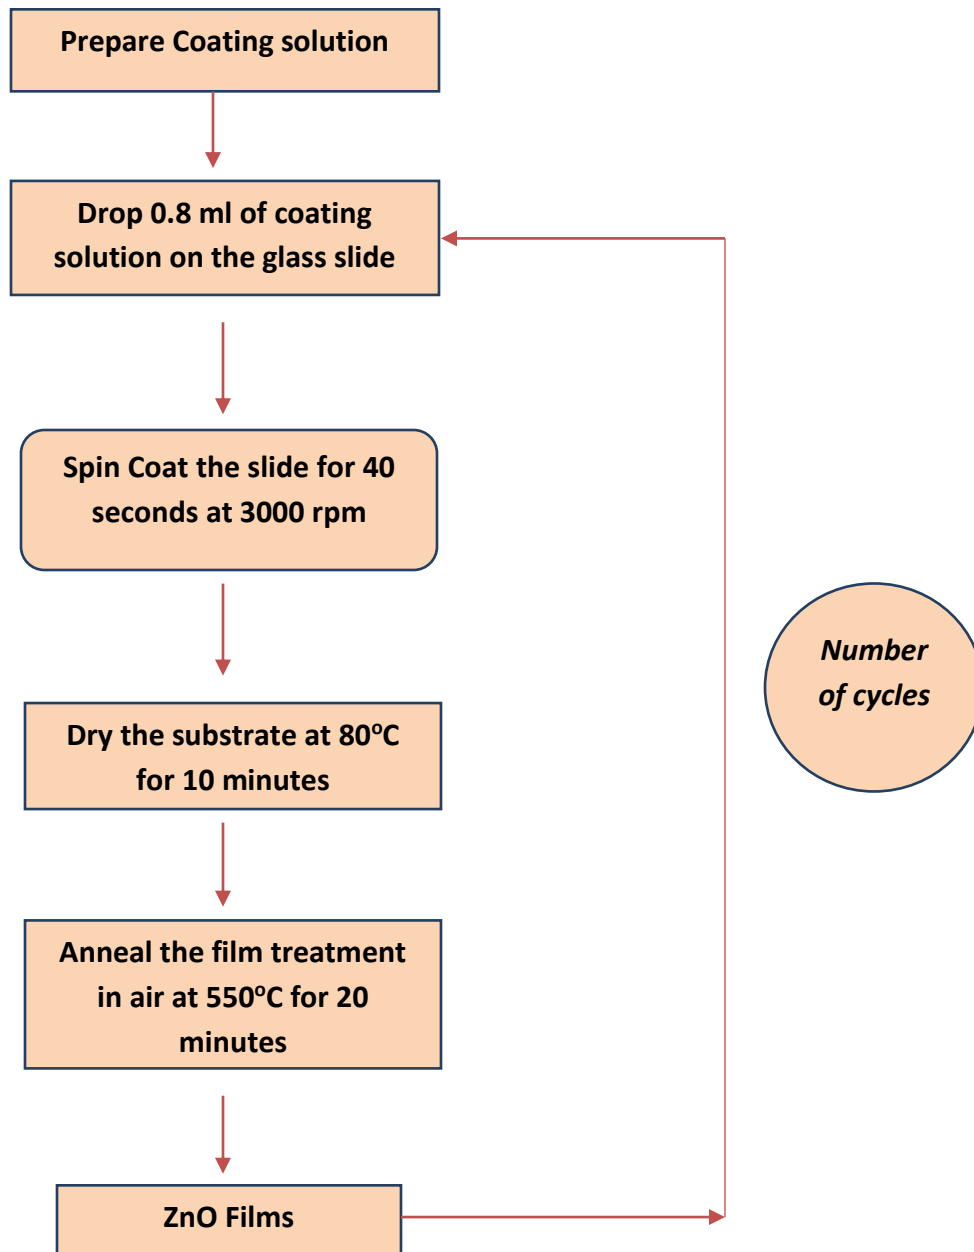 Prepare Coating solution
Drop 0.8 ml of coating
solution on the glass slide
Spin Coat the slide for 40
seconds at 3000 rpm
Number
of cycles
Dry the substrate at 80°C
for 10 minutes
Anneal the film treatment
in air at 550°C for 20
minutes
ZnO Films